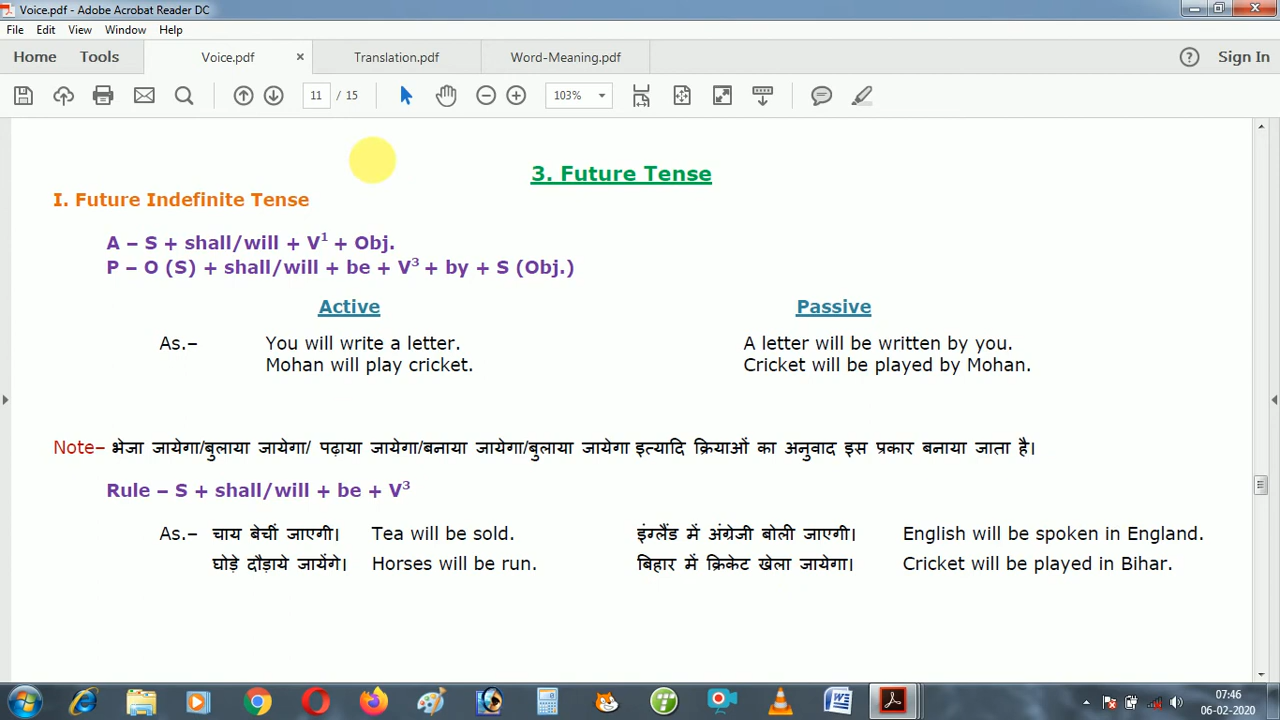 Voice.pdf - Adobe Acrobat Reader DC
File Edit View Window Help
Home Tools Voice.pdf × Translation.pdf Word-Meaning.pdf ? Sign In
11 / 15 103%
3. Future Tense
I. Future Indefinite Tense
A – S + shall/will + V¹ + Obj.
P – O (S) + shall/will + be + V³ + by + S (Obj.)
Active Passive
As.– You will write a letter. A letter will be written by you.
Mohan will play cricket. Cricket will be played by Mohan.
Note– भेजा जायेगा/बुलाया जायेगा/ पढ़ाया जायेगा/बनाया जायेगा/बुलाया जायेगा इत्यादि क्रियाओं का अनुवाद इस प्रकार बनाया जाता है।
Rule – S + shall/will + be + V³
As.– चाय बेचीं जाएगी। Tea will be sold. इंग्लैंड में अंग्रेजी बोली जाएगी। English will be spoken in England.
घोड़े दौड़ाये जायेंगे। Horses will be run. बिहार में क्रिकेट खेला जायेगा। Cricket will be played in Bihar.
07:46
06-02-2020